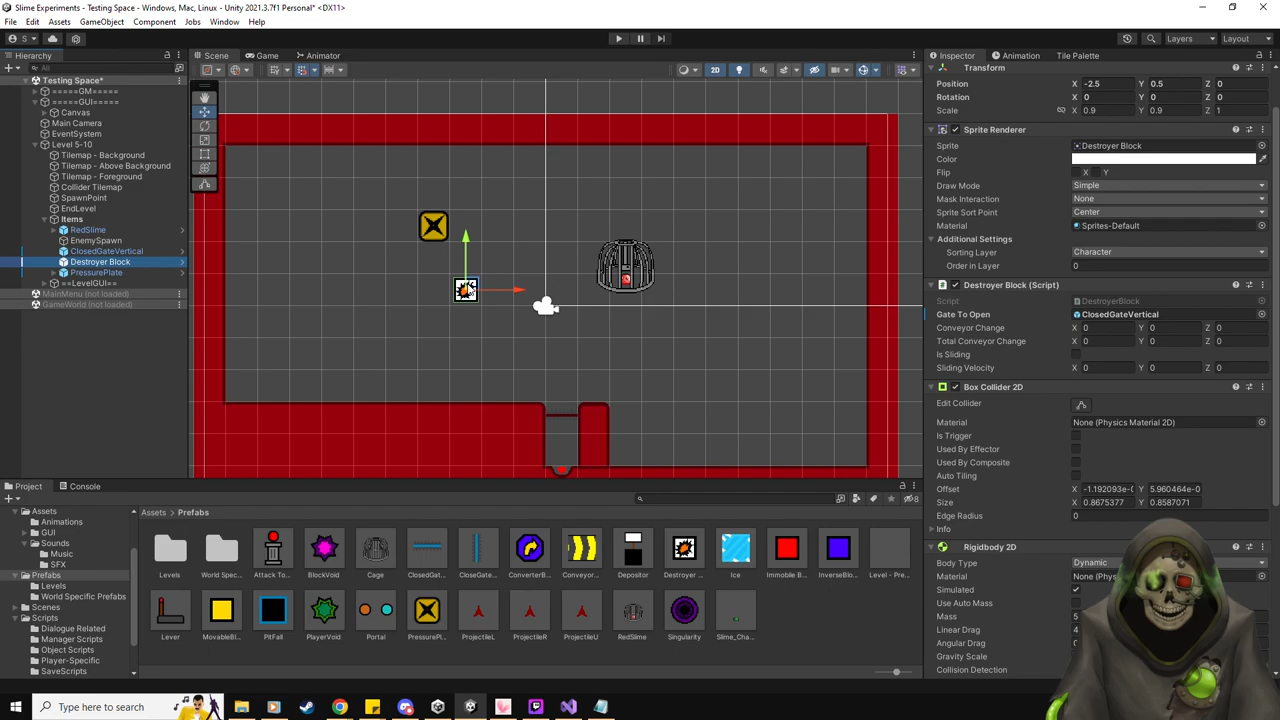 Slime Experiments - Testing Space - Windows, Mac, Linux - Unity 2021.3.7f1 Personal* <DX11>
File Edit Assets GameObject Component Jobs Window Help
S Layers Layout
Hierarchy Scene Game Animator Inspector Animation Tile Palette
All 2D Transform
Testing Space* Position X -2.5 Y 0.5 Z 0
=====GM===== Rotation X 0 Y 0 Z 0
=====GUI===== Scale X 0.9 Y 0.9 Z 1
Canvas
Main Camera Sprite Renderer
EventSystem
Level 5-10 Sprite Destroyer Block
Tilemap - Background Color
Tilemap - Above Background Flip X Y
Tilemap - Foreground Draw Mode Simple
Collider Tilemap Mask Interaction None
SpawnPoint Sprite Sort Point Center
EndLevel Material Sprites-Default
Items Additional Settings
RedSlime Sorting Layer Character
EnemySpawn Order in Layer 0
ClosedGateVertical
Destroyer Block Destroyer Block (Script)
PressurePlate Script DestroyerBlock
==LevelGUI== Gate To Open ClosedGateVertical
MainMenu (not loaded) Conveyor Change X 0 Y 0 Z 0
GameWorld (not loaded) Total Conveyor Change X 0 Y 0 Z 0
Is Sliding
Sliding Velocity X 0 Y 0 Z 0
Box Collider 2D
Edit Collider
Material None (Physics Material 2D)
Is Trigger
Used By Effector
Used By Composite
Auto Tiling
Offset X -1.192093e-0 Y 5.960464e-0
Size X 0.8675377 Y 0.8587071
Edge Radius 0
Info
Rigidbody 2D
Body Type Dynamic
Material None (Phys
Simulated
Use Auto Mass
Mass 5
Linear Drag 4
Angular Drag 0
Gravity Scale
Collision Detection
Project Console
8
Assets Assets > Prefabs
Animations
GUI
Sounds
Music
SFX
Prefabs
Levels
World Specific Prefabs
Scenes
Scripts
Dialogue Related
Manager Scripts
Object Scripts
Player-Specific
SaveScripts
Levels World Spec... Attack To... BlockVoid Cage ClosedGat... CloseGate... ConverterB... Conveyor... Depositor Destroyer ... Ice Immobile B... InverseBlo... Level - Pre...
Lever MovableBl... PitFall PlayerVoid Portal PressurePl... ProjectileL ProjectileR ProjectileU RedSlime Singularity Slime_Cha...
Type here to search